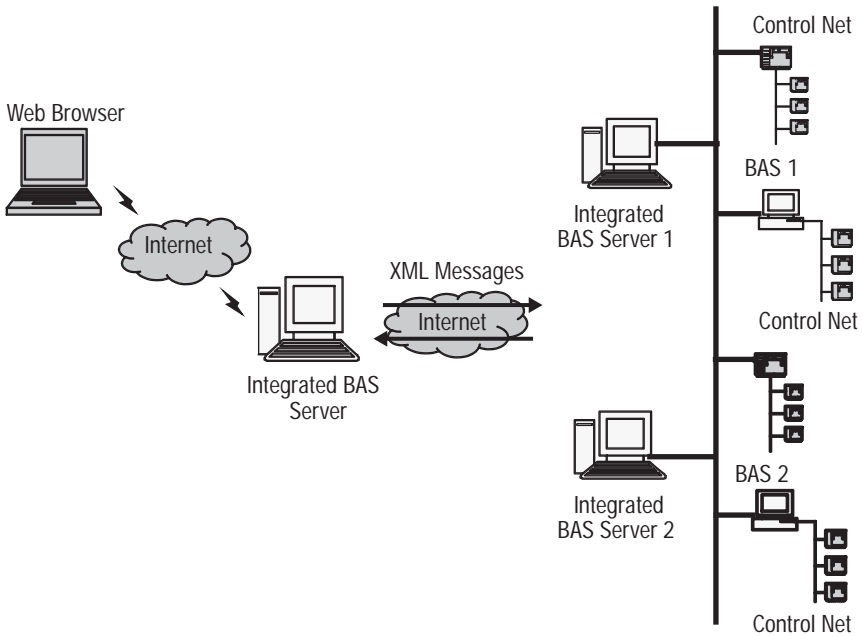 Control Net
Web Browser
BAS 1
Integrated
BAS Server 1
Internet
XML Messages
Internet
Control Net
Integrated BAS
Server
BAS 2
Integrated
BAS Server 2
Control Net